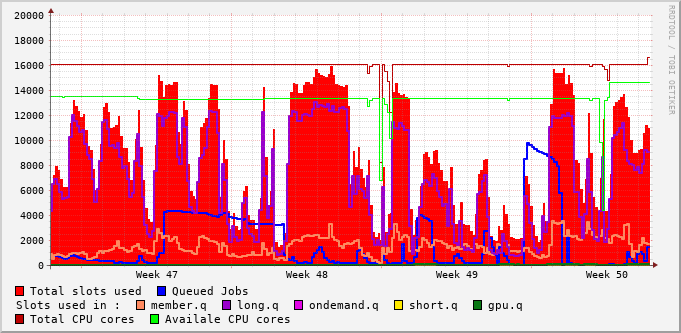 20000
18000
16000
14000
12000
10000
8000
6000
4000
2000
0
Week 47 Week 48 Week 49 Week 50
Total slots used Queued Jobs
Slots used in : member.q long.q ondemand.q short.q gpu.q
Total CPU cores Availale CPU cores
RRDTOOL / TOBI OETIKER